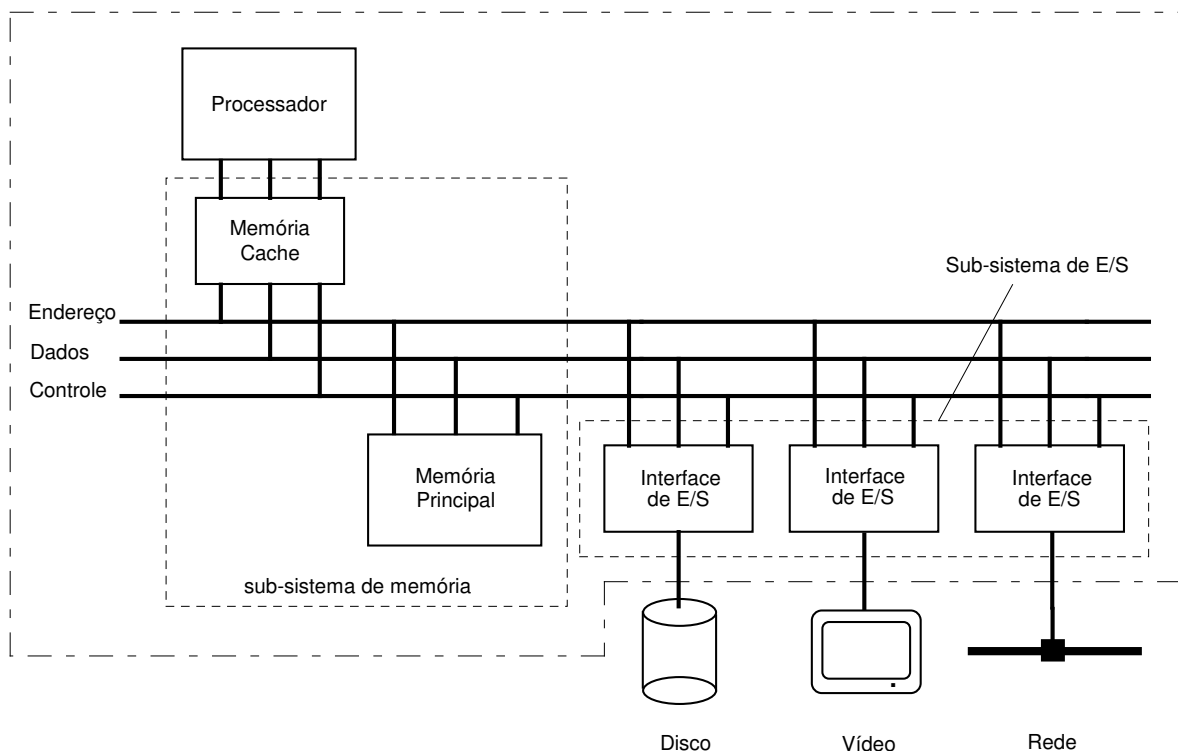 Processador
Memória
Cache
Sub-sistema de E/S
Endereço
Dados
Controle
Memória
Principal
Interface
de E/S
Interface
de E/S
Interface
de E/S
sub-sistema de memória
Disco
Vídeo
Rede